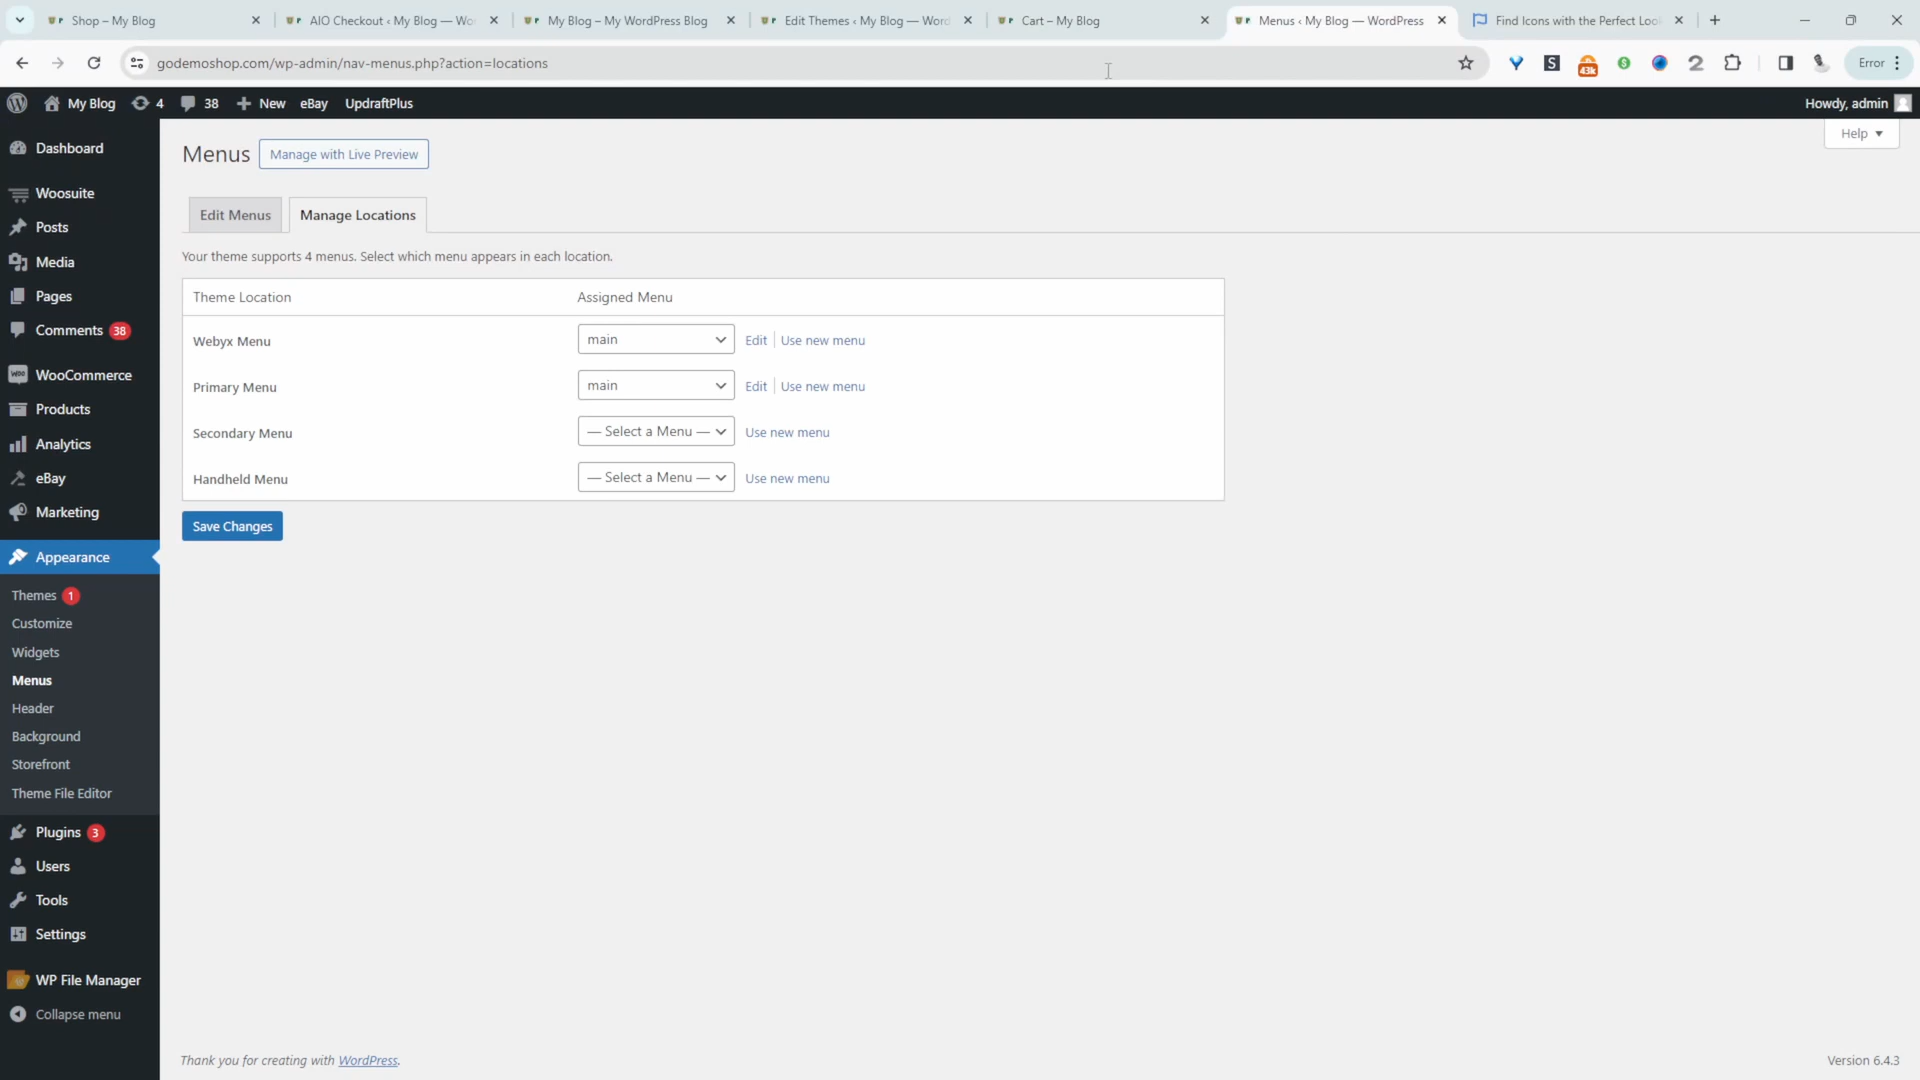 Shop – My Blog
AIO Checkout ‹ My Blog — Wo
My Blog – My WordPress Blog
Edit Themes ‹ My Blog — Word
Cart – My Blog
Menus ‹ My Blog — WordPress
Find Icons with the Perfect Loo
godemoshop.com/wp-admin/nav-menus.php?action=locations
S
43k
2
Error
My Blog
4
38
New
eBay
UpdraftPlus
Howdy, admin
Help
Dashboard
Woosuite
Posts
Media
Pages
Comments 38
WooCommerce
Products
Analytics
eBay
Marketing
Appearance
Themes 1
Customize
Widgets
Menus
Header
Background
Storefront
Theme File Editor
Plugins 3
Users
Tools
Settings
WP File Manager
Collapse menu
Menus
Manage with Live Preview
Edit Menus
Manage Locations
Your theme supports 4 menus. Select which menu appears in each location.
Theme Location Assigned Menu
Webyx Menu main Edit Use new menu
Primary Menu main Edit Use new menu
Secondary Menu — Select a Menu — Use new menu
Handheld Menu — Select a Menu — Use new menu
Save Changes
Thank you for creating with WordPress.
Version 6.4.3